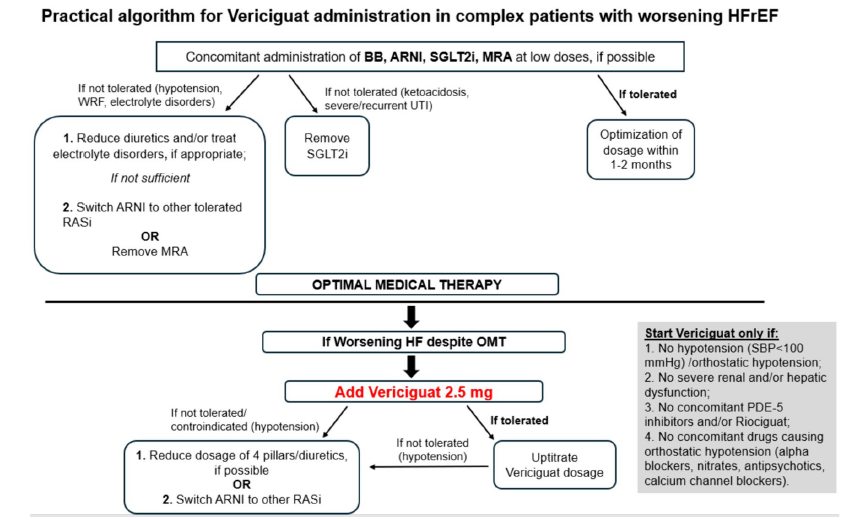 Practical algorithm for Vericiguat administration in complex patients with worsening HFrEF
Concomitant administration of BB, ARNI, SGLT2i, MRA at low doses, if possible
If not tolerated (hypotension,
WRF, electrolyte disorders)
If not tolerated (ketoacidosis,
severe/recurrent UTI)
If tolerated
1. Reduce diuretics and/or treat
electrolyte disorders, if appropriate;
If not sufficient
2. Switch ARNI to other tolerated
RASi
OR
Remove MRA
Remove
SGLT2i
Optimization of
dosage within
1-2 months
OPTIMAL MEDICAL THERAPY
If Worsening HF despite OMT
Add Vericiguat 2.5 mg
If not tolerated/
controindicated (hypotension)
If tolerated
1. Reduce dosage of 4 pillars/diuretics,
if possible
OR
2. Switch ARNI to other RASi
If not tolerated
(hypotension)
Uptitrate
Vericiguat dosage
Start Vericiguat only if:
1. No hypotension (SBP<100
mmHg) /orthostatic hypotension;
2. No severe renal and/or hepatic
dysfunction;
3. No concomitant PDE-5
inhibitors and/or Riociguat;
4. No concomitant drugs causing
orthostatic hypotension (alpha
blockers, nitrates, antipsychotics,
calcium channel blockers).